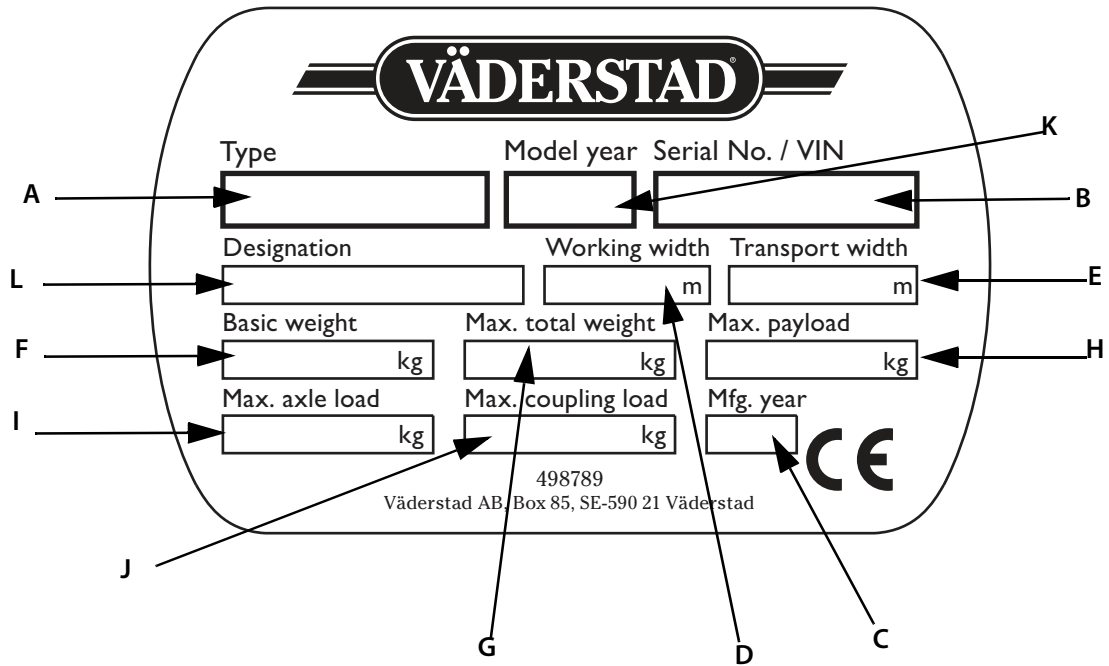 VÄDERSTAD®
K
Type Model year Serial No. / VIN
A B
Designation Working width Transport width
L m m E
Basic weight Max. total weight Max. payload
F kg kg kg H
Max. axle load Max. coupling load Mfg. year
I kg kg CE
498789
Väderstad AB, Box 85, SE-590 21 Väderstad
J
G D C